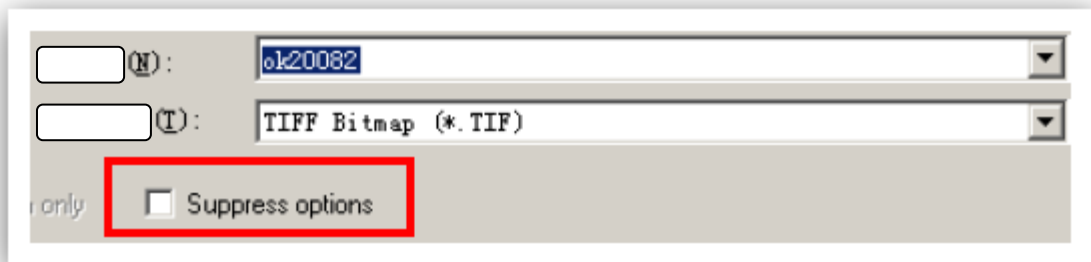 (N): ok20082
(T): TIFF Bitmap (*.TIF)
only Suppress options